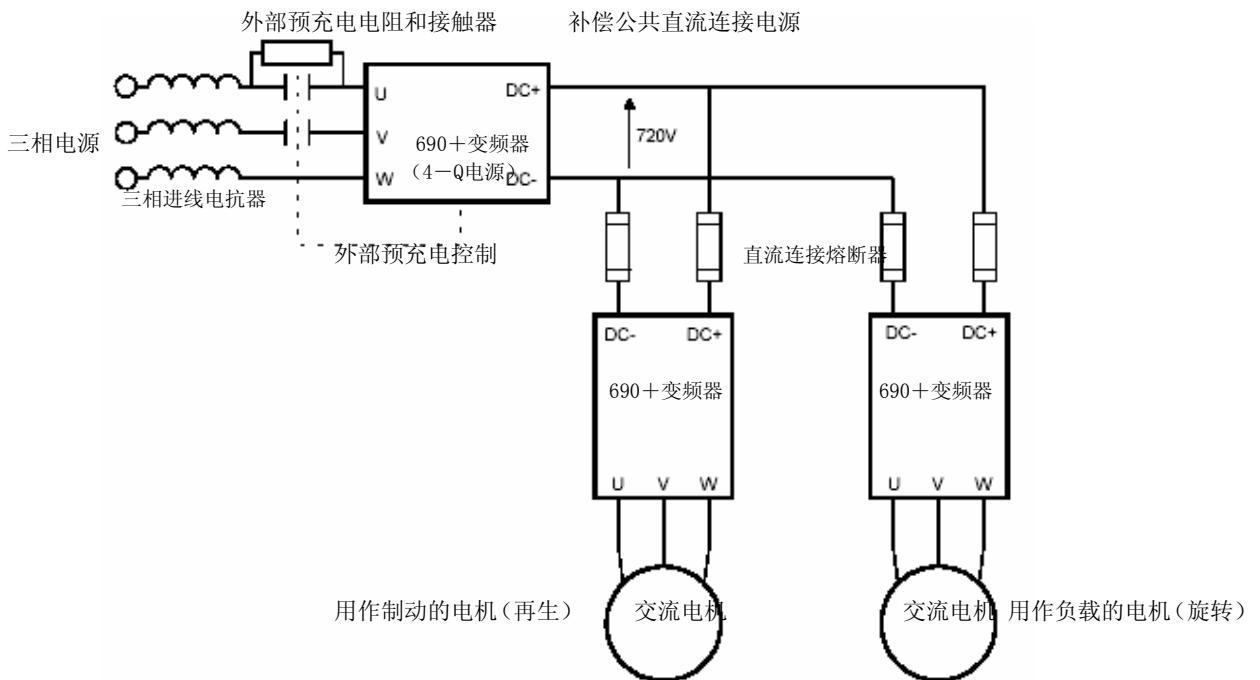 外部预充电电阻和接触器
补偿公共直流连接电源
U
DC+
三相电源
V
690＋变频器
720V
（4－Q电源）
W
DC-
三相进线电抗器
外部预充电控制
直流连接熔断器
DC-
DC+
DC-
DC+
690＋变频器
690＋变频器
U V W
U V W
用作制动的电机（再生）
交流电机
交流电机
用作负载的电机（旋转）